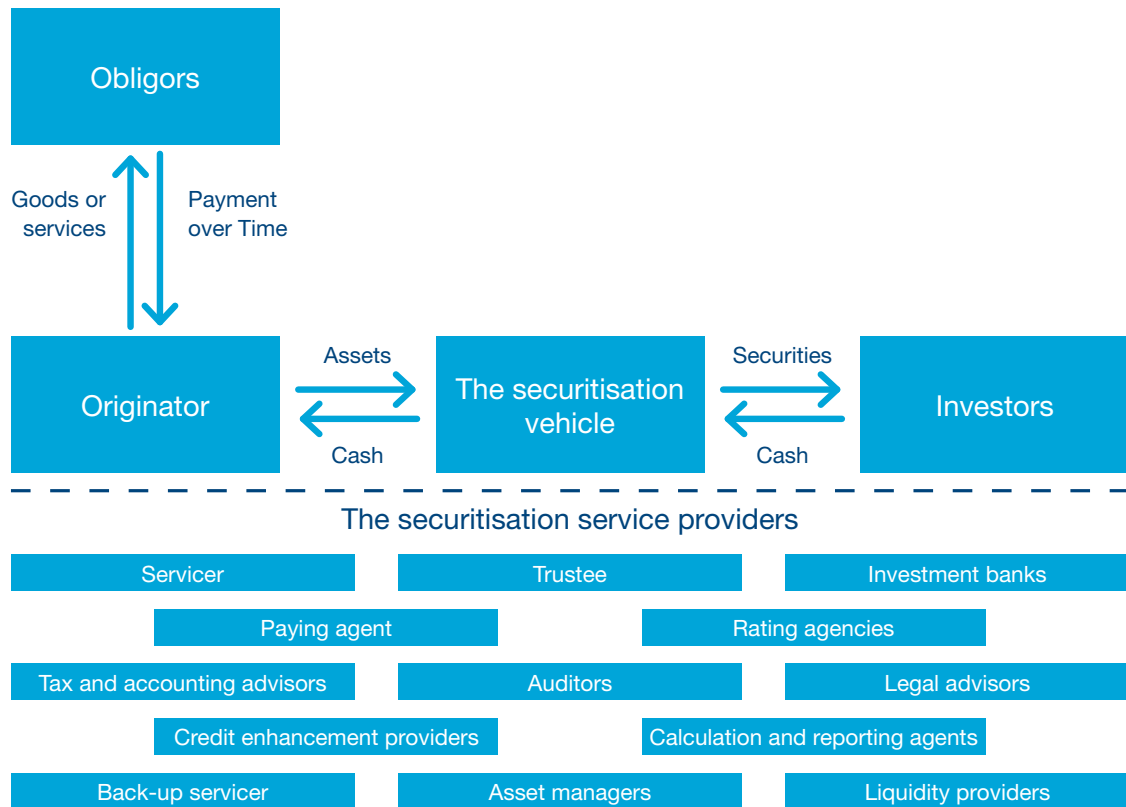 Obligors
Goods or
services
Payment
over Time
Originator
Assets
Cash
The securitisation
vehicle
Securities
Cash
Investors
The securitisation service providers
Servicer
Trustee
Investment banks
Paying agent
Rating agencies
Tax and accounting advisors
Auditors
Legal advisors
Credit enhancement providers
Calculation and reporting agents
Back-up servicer
Asset managers
Liquidity providers